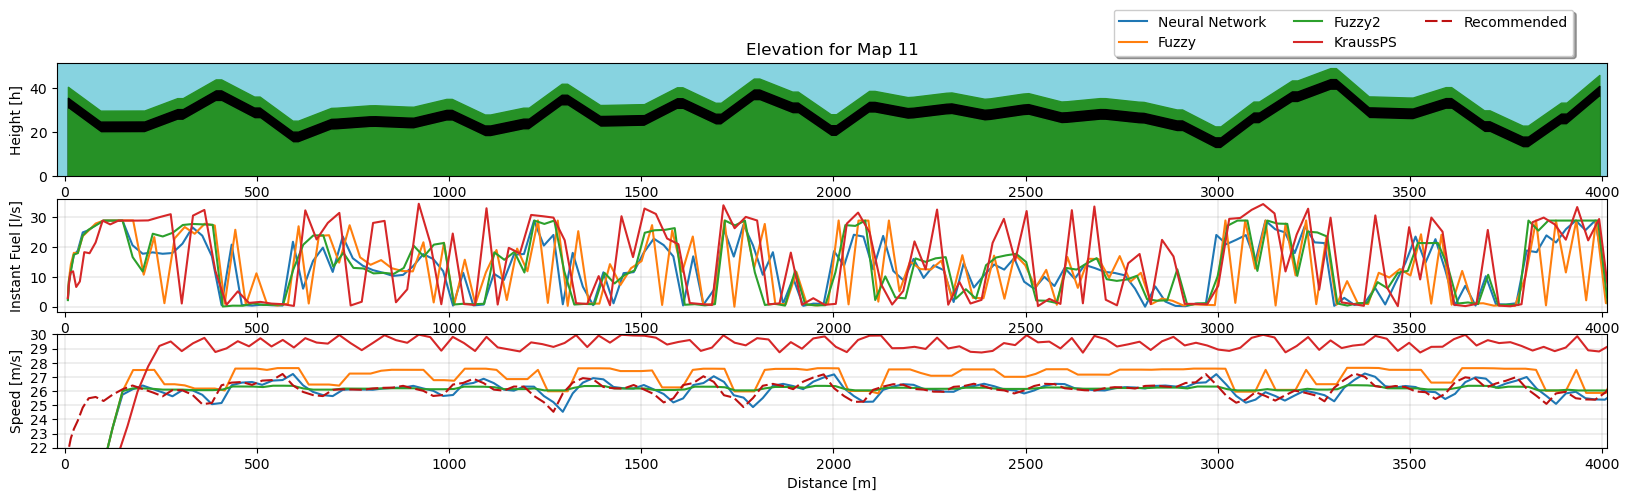 Neural Network Fuzzy2 Recommended
Fuzzy KraussPS
Elevation for Map 11
Height [h]
40
20
0
0 500 1000 1500 2000 2500 3000 3500 4000
Instant Fuel [l/s]
30
20
10
0
0 500 1000 1500 2000 2500 3000 3500 4000
Speed [m/s]
30
29
28
27
26
25
24
23
22
0 500 1000 1500 2000 2500 3000 3500 4000
Distance [m]